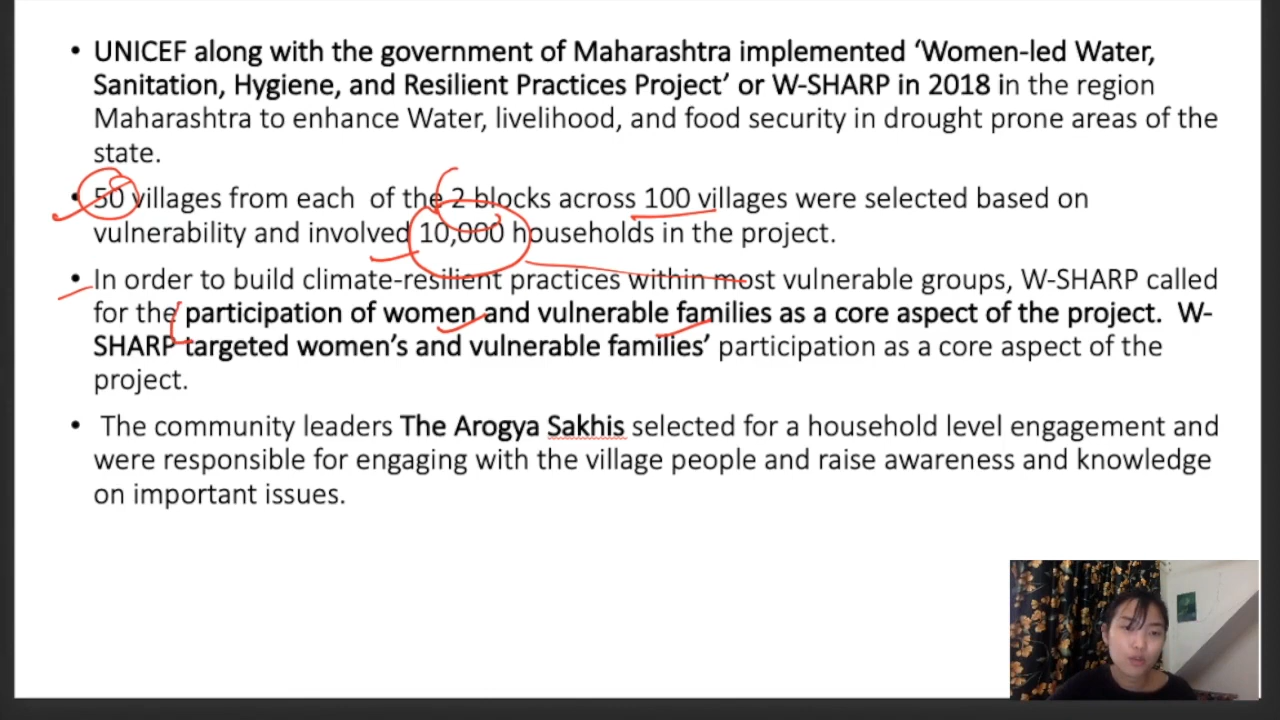 • UNICEF along with the government of Maharashtra implemented ‘Women-led Water,
Sanitation, Hygiene, and Resilient Practices Project’ or W-SHARP in 2018 in the region
Maharashtra to enhance Water, livelihood, and food security in drought prone areas of the
state.
• 50 villages from each of the 2 blocks across 100 villages were selected based on
vulnerability and involved 10,000 households in the project.
• In order to build climate-resilient practices within most vulnerable groups, W-SHARP called
for the participation of women and vulnerable families as a core aspect of the project. W-
SHARP targeted women’s and vulnerable families’ participation as a core aspect of the
project.
• The community leaders The Arogya Sakhis selected for a household level engagement and
were responsible for engaging with the village people and raise awareness and knowledge
on important issues.